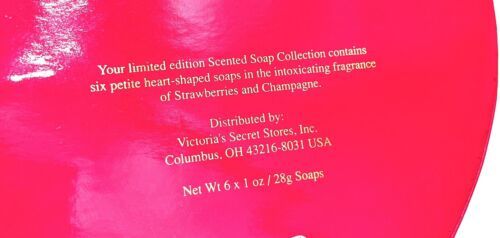 Your limited edition Scented Soap Collection contains
six petite heart-shaped soaps in the intoxicating fragrance
of Strawberries and Champagne.
Distributed by:
Victoria's Secret Stores, Inc.
Columbus, OH 43216-8031 USA
Net Wt 6 x 1 oz / 28g Soaps